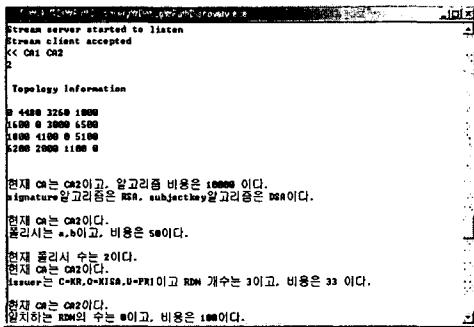 Stream server started to listen
Stream client accepted
<< CA1 CA2
2
Topology Information
0 4400 3260 1000
1600 0 3000 6500
1800 4100 0 5100
6200 2000 1100 0
현재 CA는 CA2이고, 알고리즘 비용은 10000 이다.
signature알고리즘은 RSA, subjectkey알고리즘은 DSA이다.
현재 CA는 CA2이다.
폴리시는 a,b이고, 비용은 50이다.
현재 폴리시 수는 2이다.
현재 CA는 CA2이다.
issuer는 C=KR,O=KISA,U=PRI이고 RDN 개수는 3이고, 비용은 33 이다.
현재 CA는 CA2이다.
일치하는 RDN의 수는 0이고, 비용은 100이다.